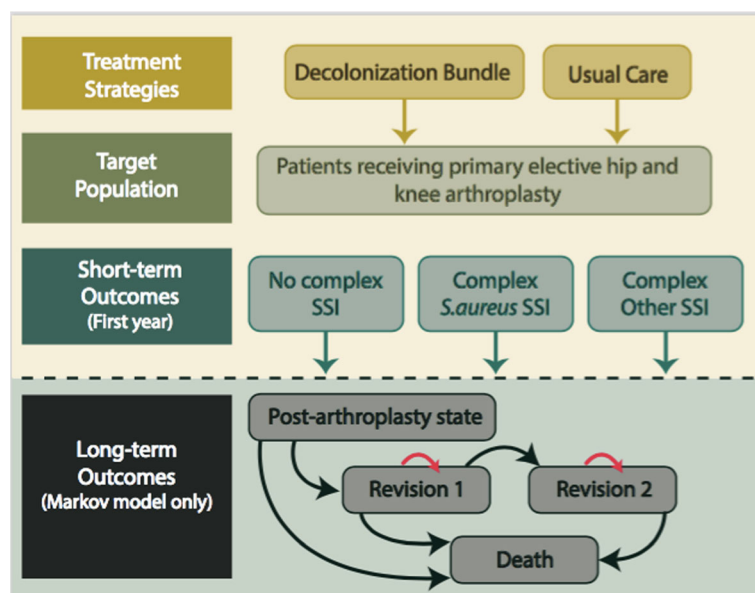 Treatment
Strategies
Decolonization Bundle
Usual Care
Target
Population
Patients receiving primary elective hip and
knee arthroplasty
Short-term
Outcomes
(First year)
No complex
SSI
Complex
S.aureus SSI
Complex
Other SSI
Long-term
Outcomes
(Markov model only)
Post-arthroplasty state
Revision 1
Revision 2
Death